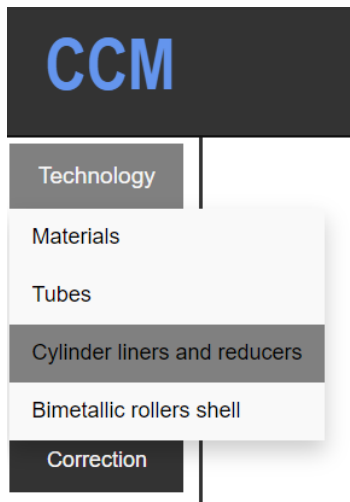 CCM
Technology
Materials
Tubes
Cylinder liners and reducers
Bimetallic rollers shell
Correction